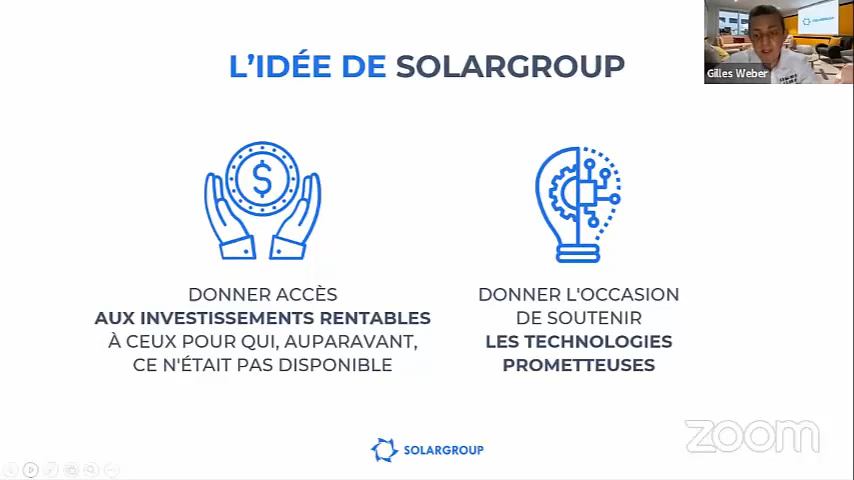 Gilles Weber
L'IDÉE DE SOLARGROUP
$
DONNER ACCÈS
AUX INVESTISSEMENTS RENTABLES
À CEUX POUR QUI, AUPARAVANT,
CE N'ÉTAIT PAS DISPONIBLE
DONNER L'OCCASION
DE SOUTENIR
LES TECHNOLOGIES
PROMETTEUSES
SOLARGROUP
zoom